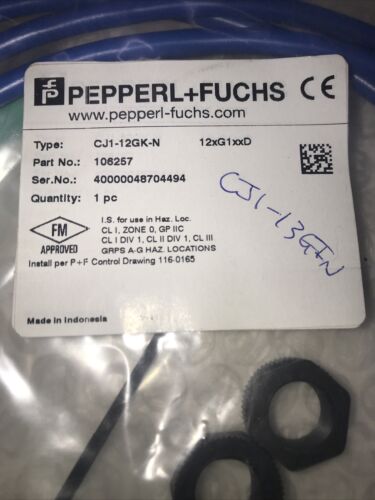 PEPPERL+FUCHS CE
www.pepperl-fuchs.com
Type: CJ1-12GK-N 12xG1xxD
Part No.: 106257
Ser.No.: 40000048704494
Quantity: 1 pc
CJ1-13GFN
FM
APPROVED
I.S. for use in Haz. Loc.
CL I, ZONE 0, GP IIC
CL I DIV 1, CL II DIV 1, CL III
GRPS A-G HAZ. LOCATIONS
Install per P+F Control Drawing 116-0165
Made in Indonesia